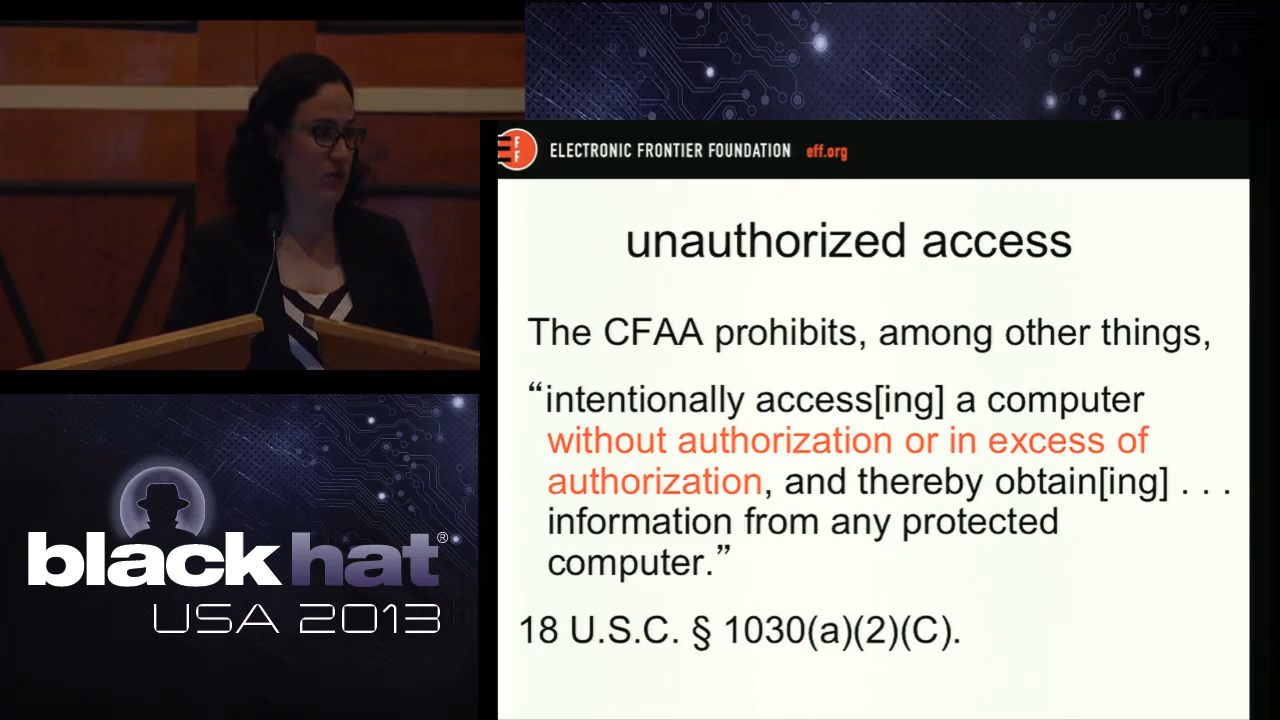 EFF
ELECTRONIC FRONTIER FOUNDATION eff.org
unauthorized access
The CFAA prohibits, among other things,
“intentionally access[ing] a computer
without authorization or in excess of
authorization, and thereby obtain[ing] . . .
information from any protected
computer.”
18 U.S.C. § 1030(a)(2)(C).
blackhat®
USA 2013